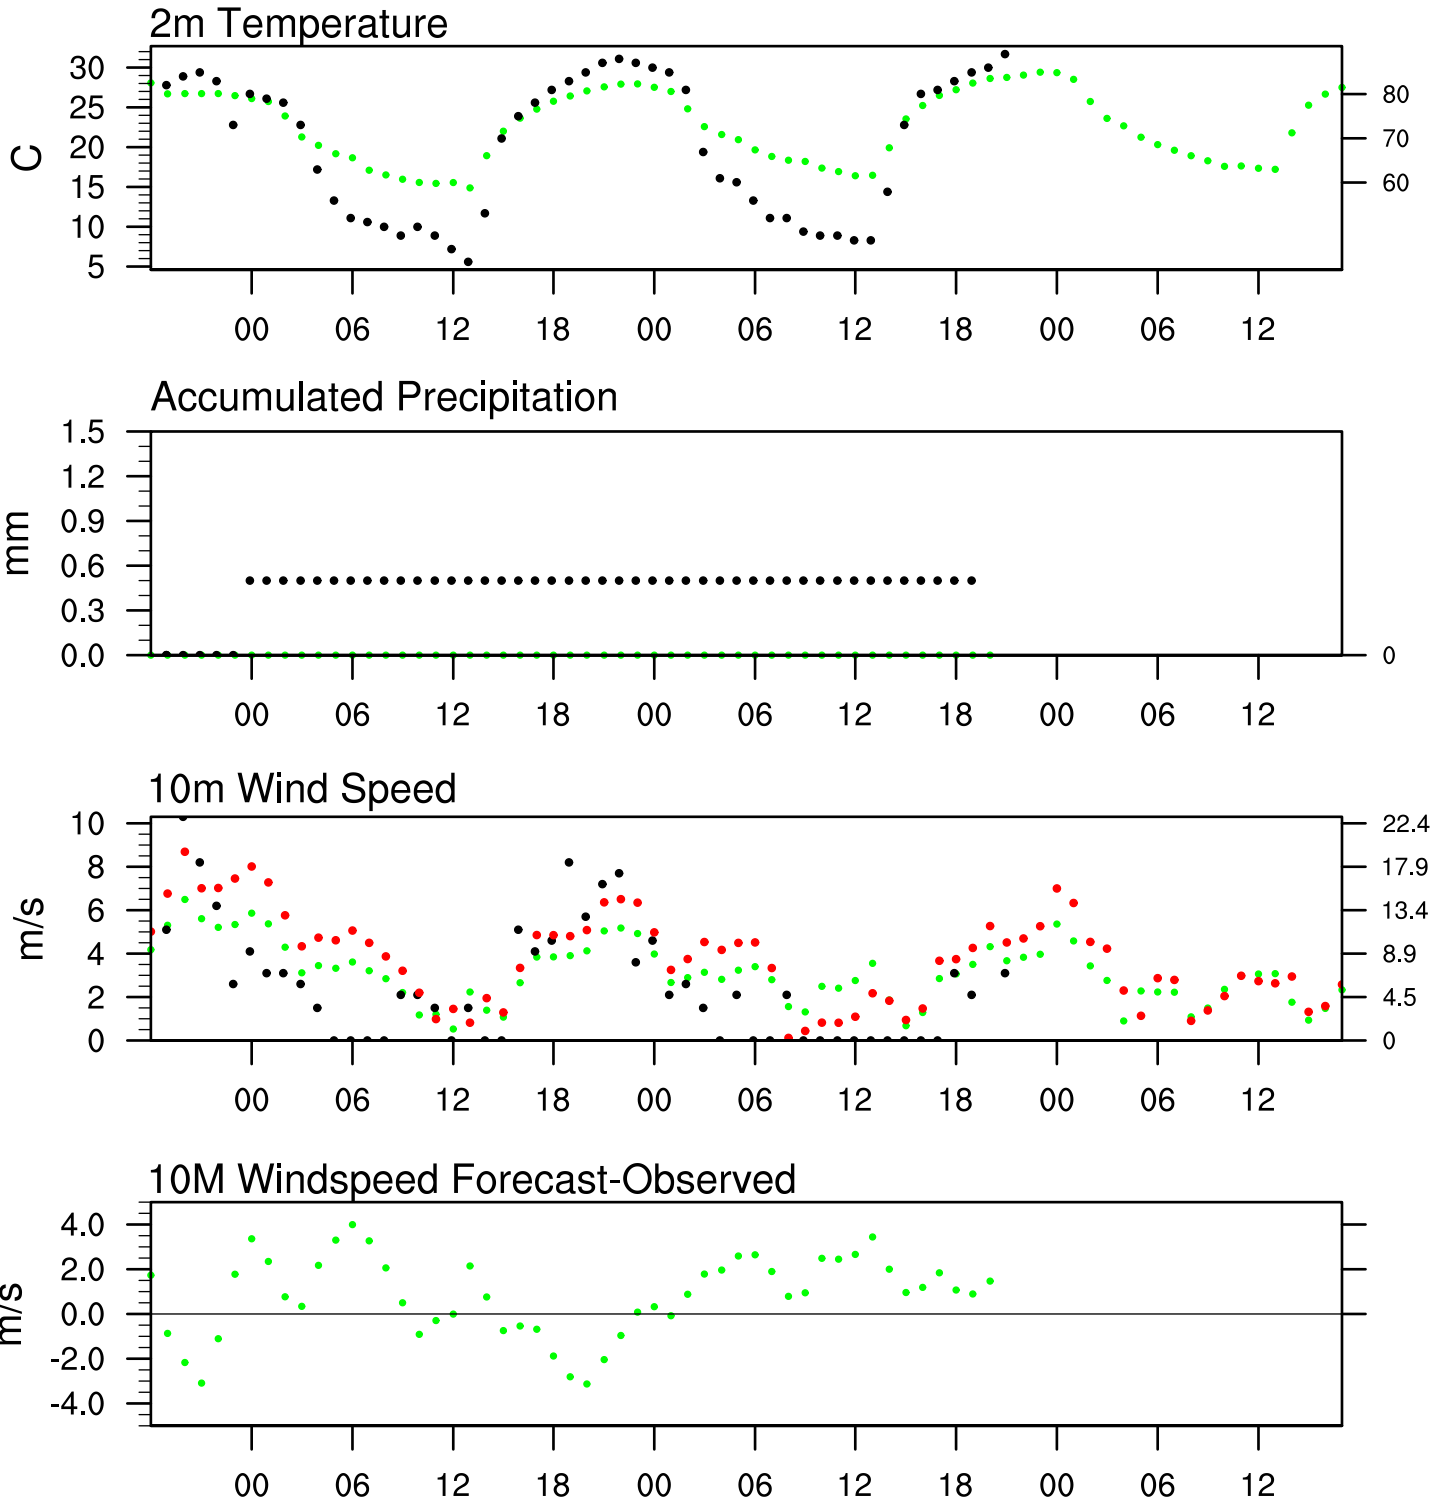 2m Temperature
30
25
20
15
10
5
C
80
70
60
00 06 12 18 00 06 12 18 00 06 12
Accumulated Precipitation
1.5
1.2
0.9
0.6
0.3
0.0
mm
0
00 06 12 18 00 06 12 18 00 06 12
10m Wind Speed
10
8
6
4
2
0
m/s
22.4
17.9
13.4
8.9
4.5
0
00 06 12 18 00 06 12 18 00 06 12
10M Windspeed Forecast-Observed
4.0
2.0
0.0
-2.0
-4.0
m/s
00 06 12 18 00 06 12 18 00 06 12